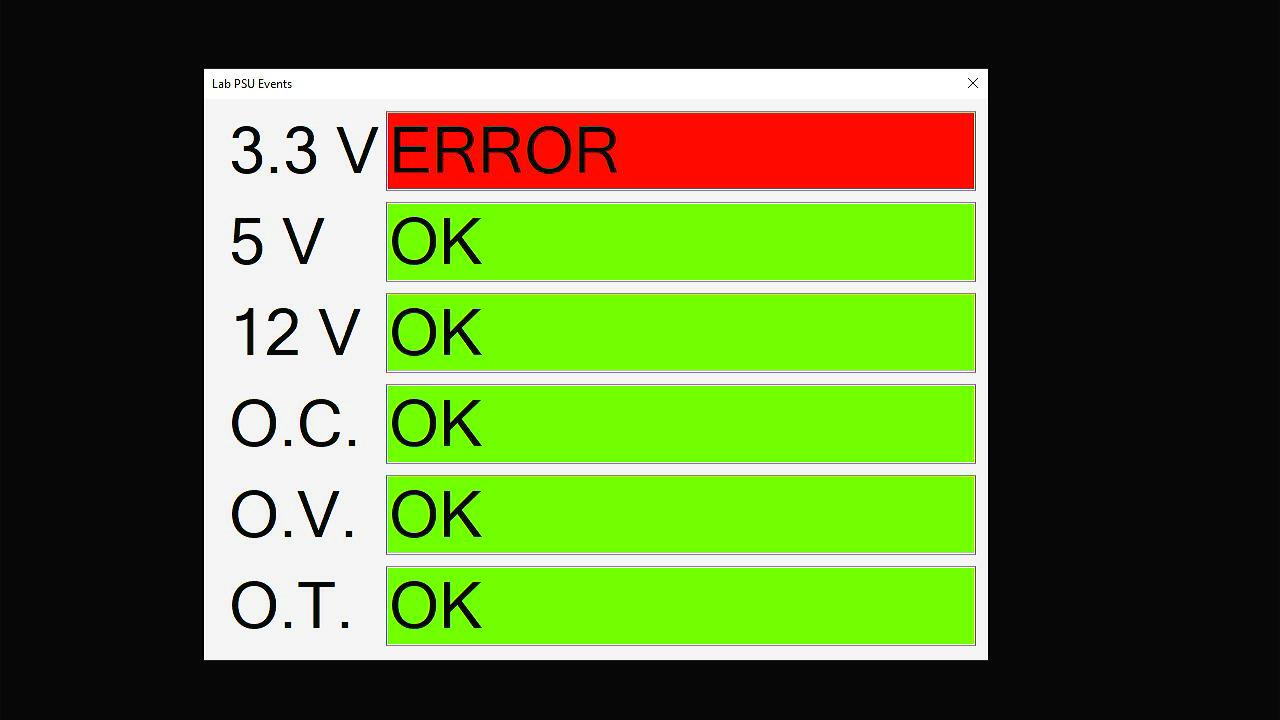 Lab PSU Events
3.3 V ERROR
5 V OK
12 V OK
O.C. OK
O.V. OK
O.T. OK